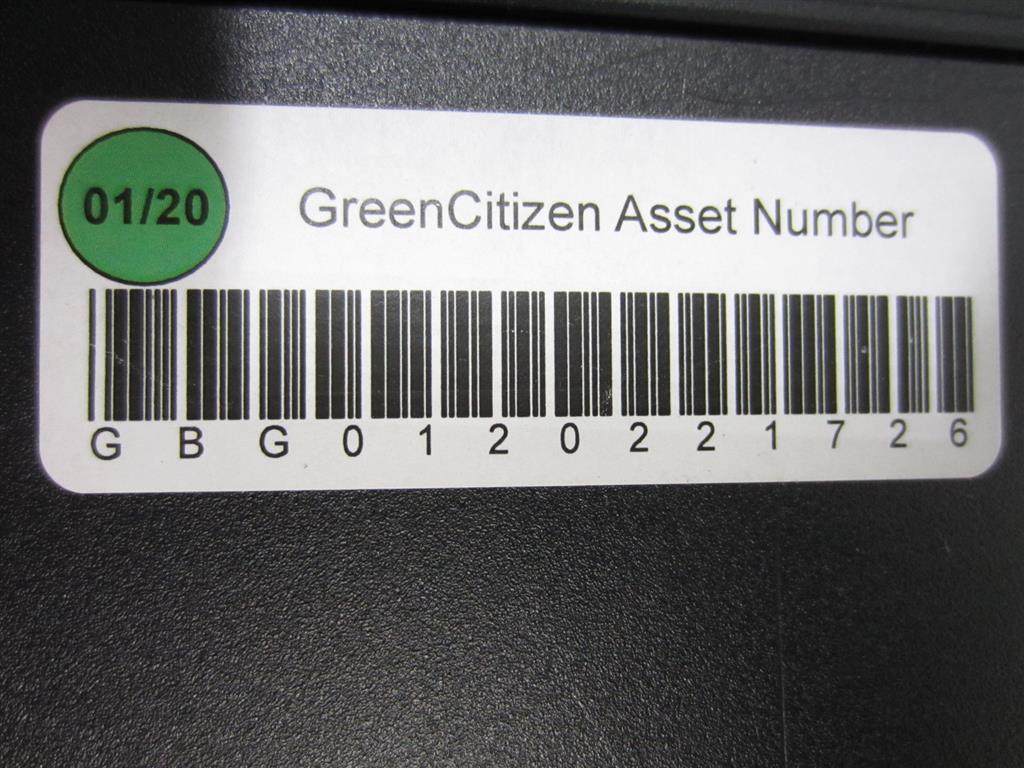 01/20
GreenCitizen Asset Number
G B G 0 1 2 0 2 2 1 7 2 6